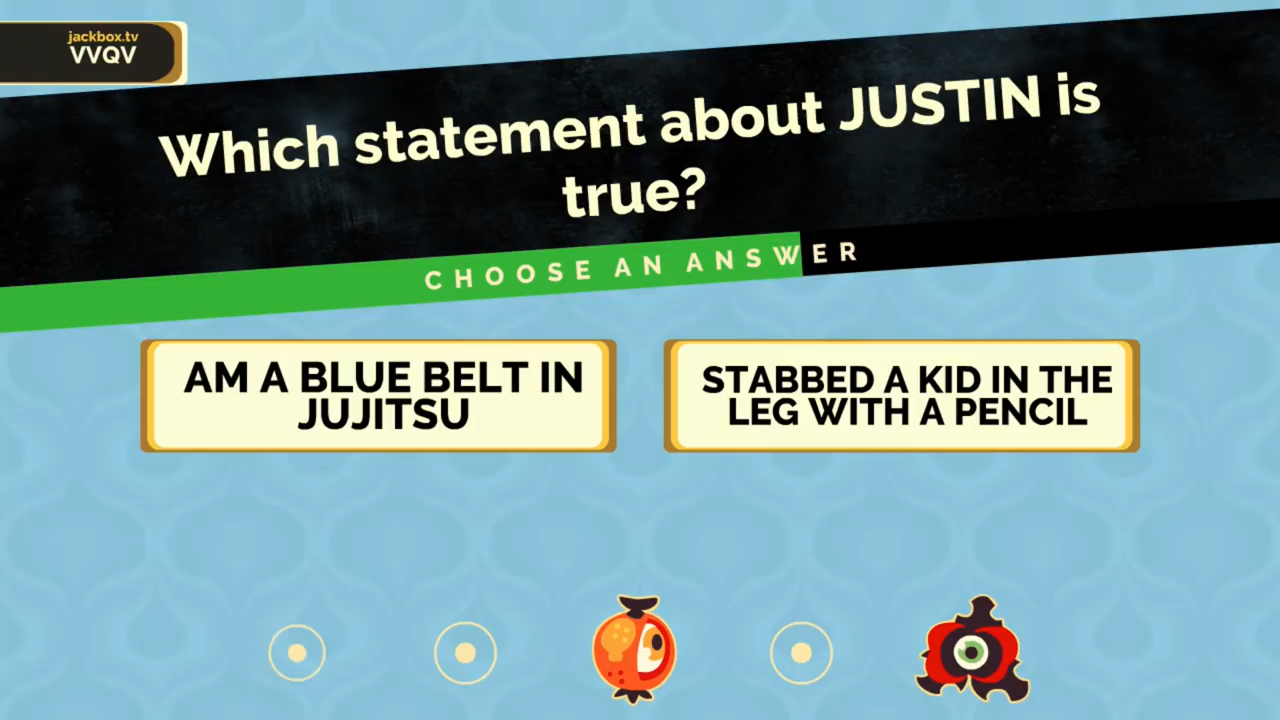 jackbox.tv
VVQV
Which statement about JUSTIN is
true?
CHOOSE AN ANSWER
AM A BLUE BELT IN
JUJITSU
STABBED A KID IN THE
LEG WITH A PENCIL